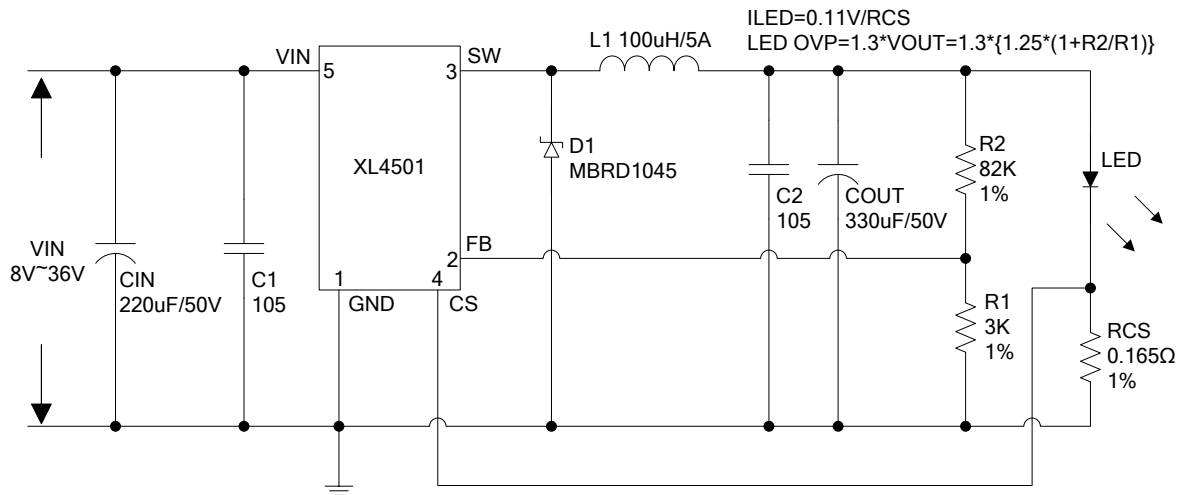 ILED=0.11V/RCS
LED OVP=1.3*VOUT=1.3*{1.25*(1+R2/R1)}
L1 100uH/5A
VIN
5
3
SW
XL4501
D1
MBRD1045
R2
82K
1%
LED
C2
105
COUT
330uF/50V
VIN
8V~36V
CIN
220uF/50V
C1
105
2
FB
1
GND
4
CS
R1
3K
1%
RCS
0.165Ω
1%